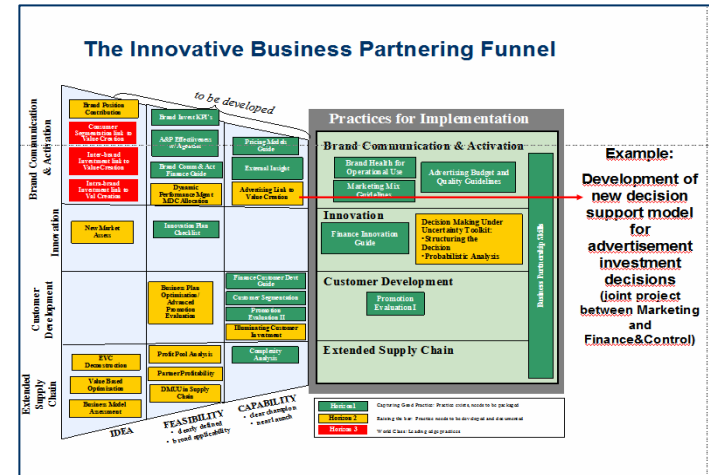 The Innovative Business Partnering Funnel
to be developed
Brand Communication
& Activation
Innovation
Customer
Development
Extended
Supply
Chain
Brand Position
Contribution
Consumer
Segmentation link to
Value Creation
Inter-brand
Investment link to
Value Creation
Intra-brand
Investment link to
Val Creation
New Market
Assess
EVC
Demonstration
Value Based
Optimisation
Business Model
Assessment
Brand Invest KPI's
A&P Effectiveness
w/Agencies
Brand Comm & Act
Finance Guide
Dynamic
Performance Mgmt
MDC Allocation
Innovation Plan
Checklist
Business Plan
Optimisation/
Advanced
Promotion
Evaluation
Profit Pool Analysis
Partner Profitability
DMUU in Supply
Chain
Pricing Models
Guide
External Insight
Advertising Link to
Value Creation
Finance Customer Devt
Guide
Customer Segmentation
Promotion
Evaluation II
Illuminating Customer
Investment
Complexity
Analysis
IDEA
FEASIBILITY
• clearly defined
• broad applicability
CAPABILITY
• clear champion
• near launch
Practices for Implementation
Brand Communication & Activation
Brand Health for
Operational Use
Marketing Mix
Guidelines
Advertising Budget and
Quality Guidelines
Innovation
Finance Innovation
Guide
Decision Making Under
Uncertainty Toolkit:
• Structuring the
Decision
• Probabilistic Analysis
Customer Development
Promotion
Evaluation I
Extended Supply Chain
Business Partnership Skills
Horizon 1 Capturing Good Practice: Practice exists, needs to be packaged
Horizon 2 Raising the bar: Practice needs to be developed and documented
Horizon 3 World Class: Leading edge practices
Example:
Development of
new decision
support model
for
advertisement
investment
decisions
(joint project
between Marketing
and
Finance&Control)